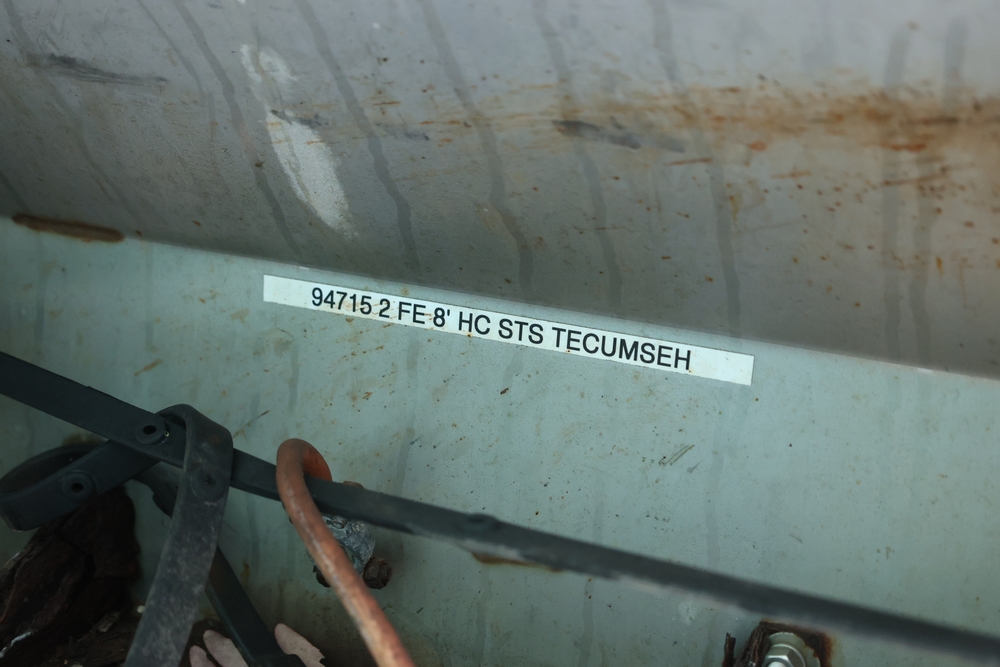 94715 2 FE 8' HC STS TECUMSEH